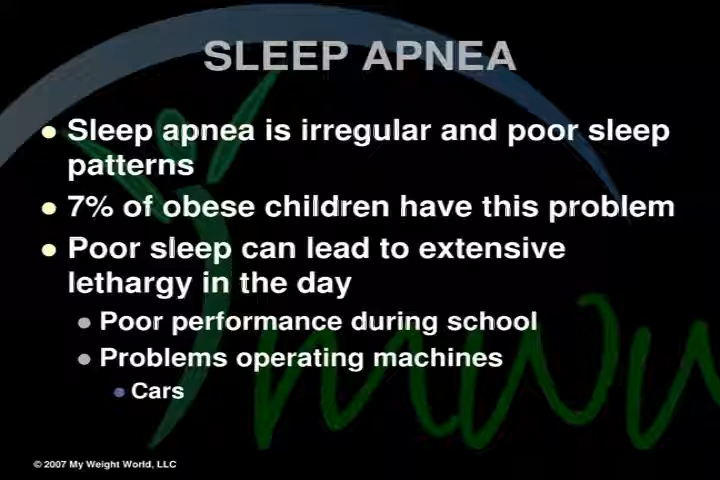 SLEEP APNEA
Sleep apnea is irregular and poor sleep
patterns
7% of obese children have this problem
Poor sleep can lead to extensive
lethargy in the day
Poor performance during school
Problems operating machines
Cars
mww
© 2007 My Weight World, LLC